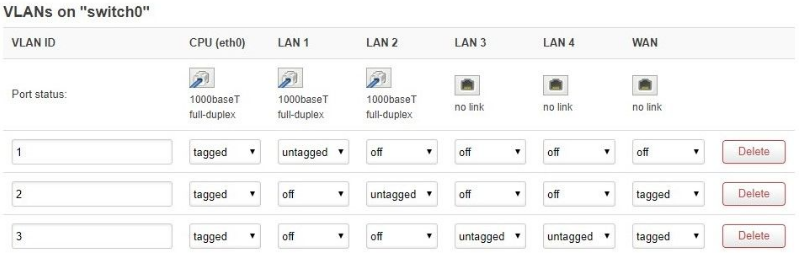 VLANs on "switch0"
VLAN ID CPU (eth0) LAN 1 LAN 2 LAN 3 LAN 4 WAN
Port status: 1000baseT full-duplex 1000baseT full-duplex 1000baseT full-duplex no link no link no link
1 tagged untagged off off off off Delete
2 tagged off untagged off off tagged Delete
3 tagged off off untagged untagged tagged Delete